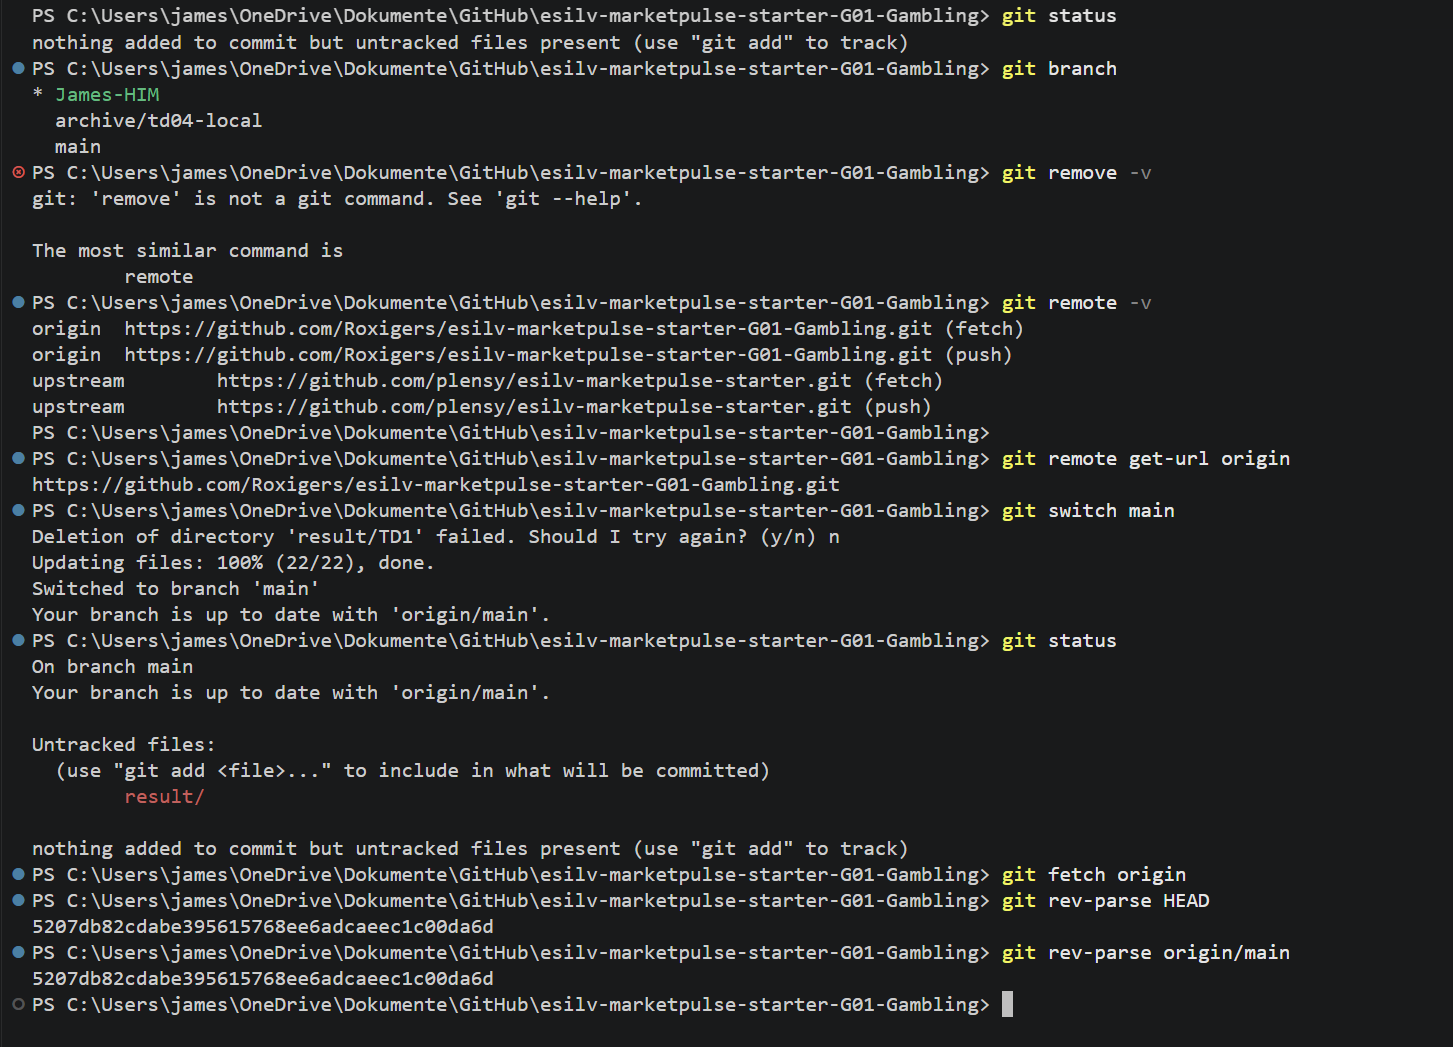 PS C:\Users\james\OneDrive\Dokumente\GitHub\esilv-marketpulse-starter-G01-Gambling> git status
nothing added to commit but untracked files present (use "git add" to track)
PS C:\Users\james\OneDrive\Dokumente\GitHub\esilv-marketpulse-starter-G01-Gambling> git branch
* James-HIM
  archive/td04-local
  main
PS C:\Users\james\OneDrive\Dokumente\GitHub\esilv-marketpulse-starter-G01-Gambling> git remove -v
git: 'remove' is not a git command. See 'git --help'.

The most similar command is
        remote
PS C:\Users\james\OneDrive\Dokumente\GitHub\esilv-marketpulse-starter-G01-Gambling> git remote -v
origin  https://github.com/Roxigers/esilv-marketpulse-starter-G01-Gambling.git (fetch)
origin  https://github.com/Roxigers/esilv-marketpulse-starter-G01-Gambling.git (push)
upstream        https://github.com/plensy/esilv-marketpulse-starter.git (fetch)
upstream        https://github.com/plensy/esilv-marketpulse-starter.git (push)
PS C:\Users\james\OneDrive\Dokumente\GitHub\esilv-marketpulse-starter-G01-Gambling>
PS C:\Users\james\OneDrive\Dokumente\GitHub\esilv-marketpulse-starter-G01-Gambling> git remote get-url origin
https://github.com/Roxigers/esilv-marketpulse-starter-G01-Gambling.git
PS C:\Users\james\OneDrive\Dokumente\GitHub\esilv-marketpulse-starter-G01-Gambling> git switch main
Deletion of directory 'result/TD1' failed. Should I try again? (y/n) n
Updating files: 100% (22/22), done.
Switched to branch 'main'
Your branch is up to date with 'origin/main'.
PS C:\Users\james\OneDrive\Dokumente\GitHub\esilv-marketpulse-starter-G01-Gambling> git status
On branch main
Your branch is up to date with 'origin/main'.

Untracked files:
  (use "git add <file>..." to include in what will be committed)
        result/

nothing added to commit but untracked files present (use "git add" to track)
PS C:\Users\james\OneDrive\Dokumente\GitHub\esilv-marketpulse-starter-G01-Gambling> git fetch origin
PS C:\Users\james\OneDrive\Dokumente\GitHub\esilv-marketpulse-starter-G01-Gambling> git rev-parse HEAD
5207db82cdabe395615768ee6adcaeec1c00da6d
PS C:\Users\james\OneDrive\Dokumente\GitHub\esilv-marketpulse-starter-G01-Gambling> git rev-parse origin/main
5207db82cdabe395615768ee6adcaeec1c00da6d
PS C:\Users\james\OneDrive\Dokumente\GitHub\esilv-marketpulse-starter-G01-Gambling>